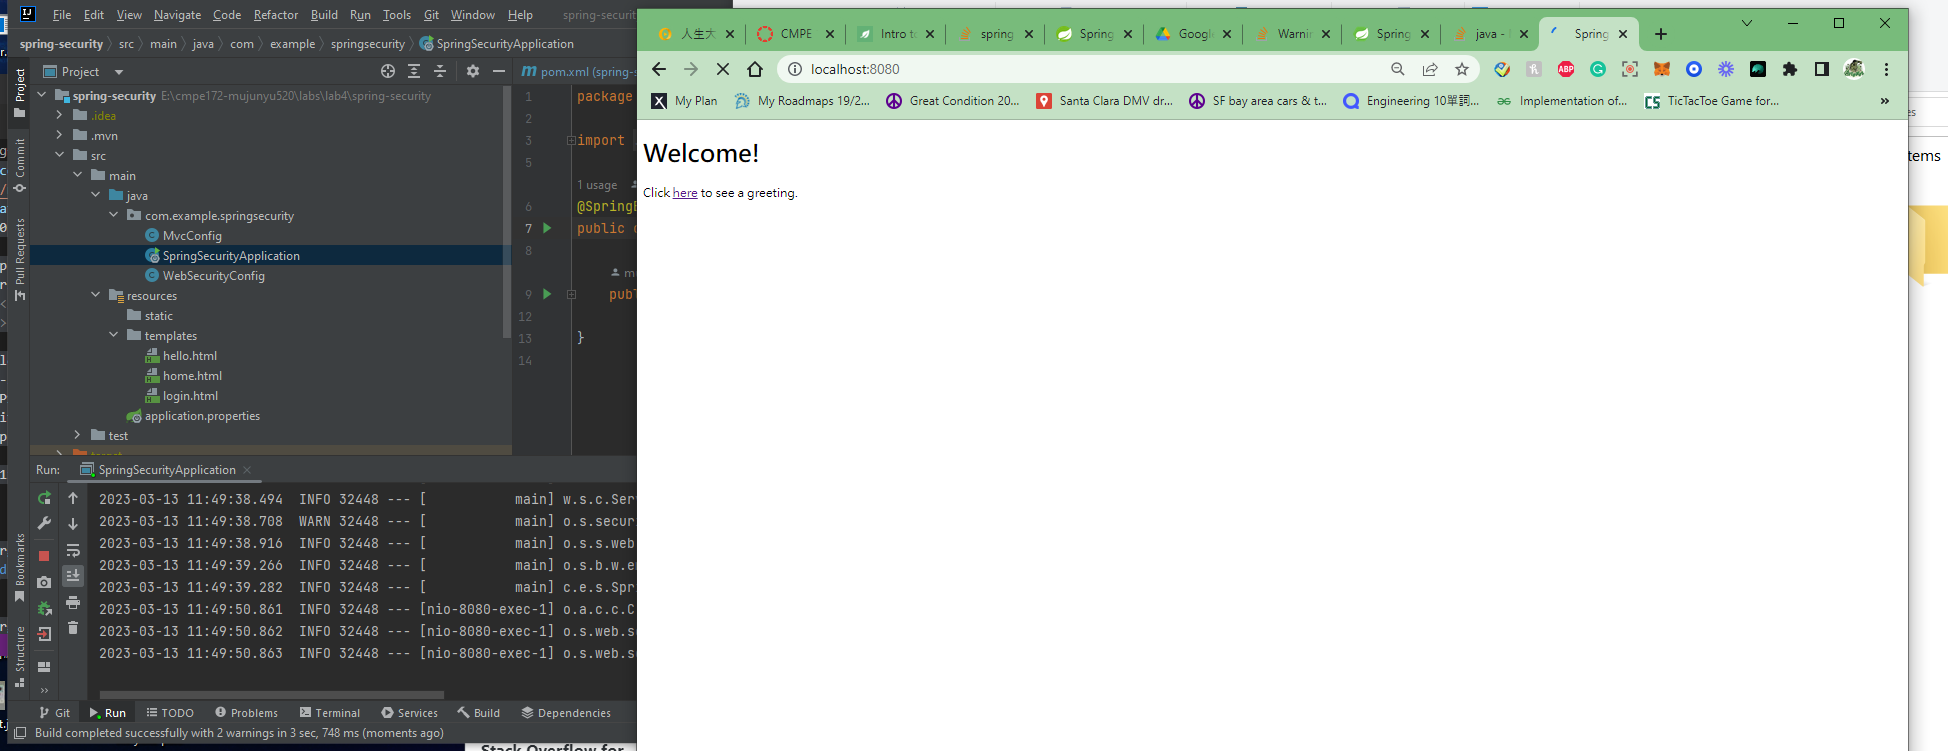 File Edit View Navigate Code Refactor Build Run Tools Git Window Help spring-securit
spring-security src main java com example springsecurity SpringSecurityApplication
Project
pom.xml (spring-s
spring-security E:\cmpe172-mujunyu520\labs\lab4\spring-security
.idea
.mvn
src
main
java
com.example.springsecurity
MvcConfig
SpringSecurityApplication
WebSecurityConfig
resources
static
templates
hello.html
home.html
login.html
application.properties
test
target
Project
Commit
Pull Requests
Bookmarks
Structure
1 package
2
3 import
5
1 usage
6 @SpringB
7 public c
8
9 publ
12
13 }
14
Run: SpringSecurityApplication
2023-03-13 11:49:38.494 INFO 32448 --- [ main] w.s.c.Ser
2023-03-13 11:49:38.708 WARN 32448 --- [ main] o.s.secur
2023-03-13 11:49:38.916 INFO 32448 --- [ main] o.s.s.web
2023-03-13 11:49:39.266 INFO 32448 --- [ main] o.s.b.w.e
2023-03-13 11:49:39.282 INFO 32448 --- [ main] c.e.s.Spr
2023-03-13 11:49:50.861 INFO 32448 --- [nio-8080-exec-1] o.a.c.c.C
2023-03-13 11:49:50.862 INFO 32448 --- [nio-8080-exec-1] o.s.web.s
2023-03-13 11:49:50.863 INFO 32448 --- [nio-8080-exec-1] o.s.web.s
Git Run TODO Problems Terminal Services Build Dependencies
Build completed successfully with 2 warnings in 3 sec, 748 ms (moments ago)
人生大 CMPE Intro to spring Spring Google Warnin Spring java - Spring
localhost:8080
My Plan My Roadmaps 19/2... Great Condition 20... Santa Clara DMV dr... SF bay area cars & t... Engineering 10單詞... Implementation of... TicTacToe Game for... »
Welcome!
Click here to see a greeting.
tems
Stack Overflow for